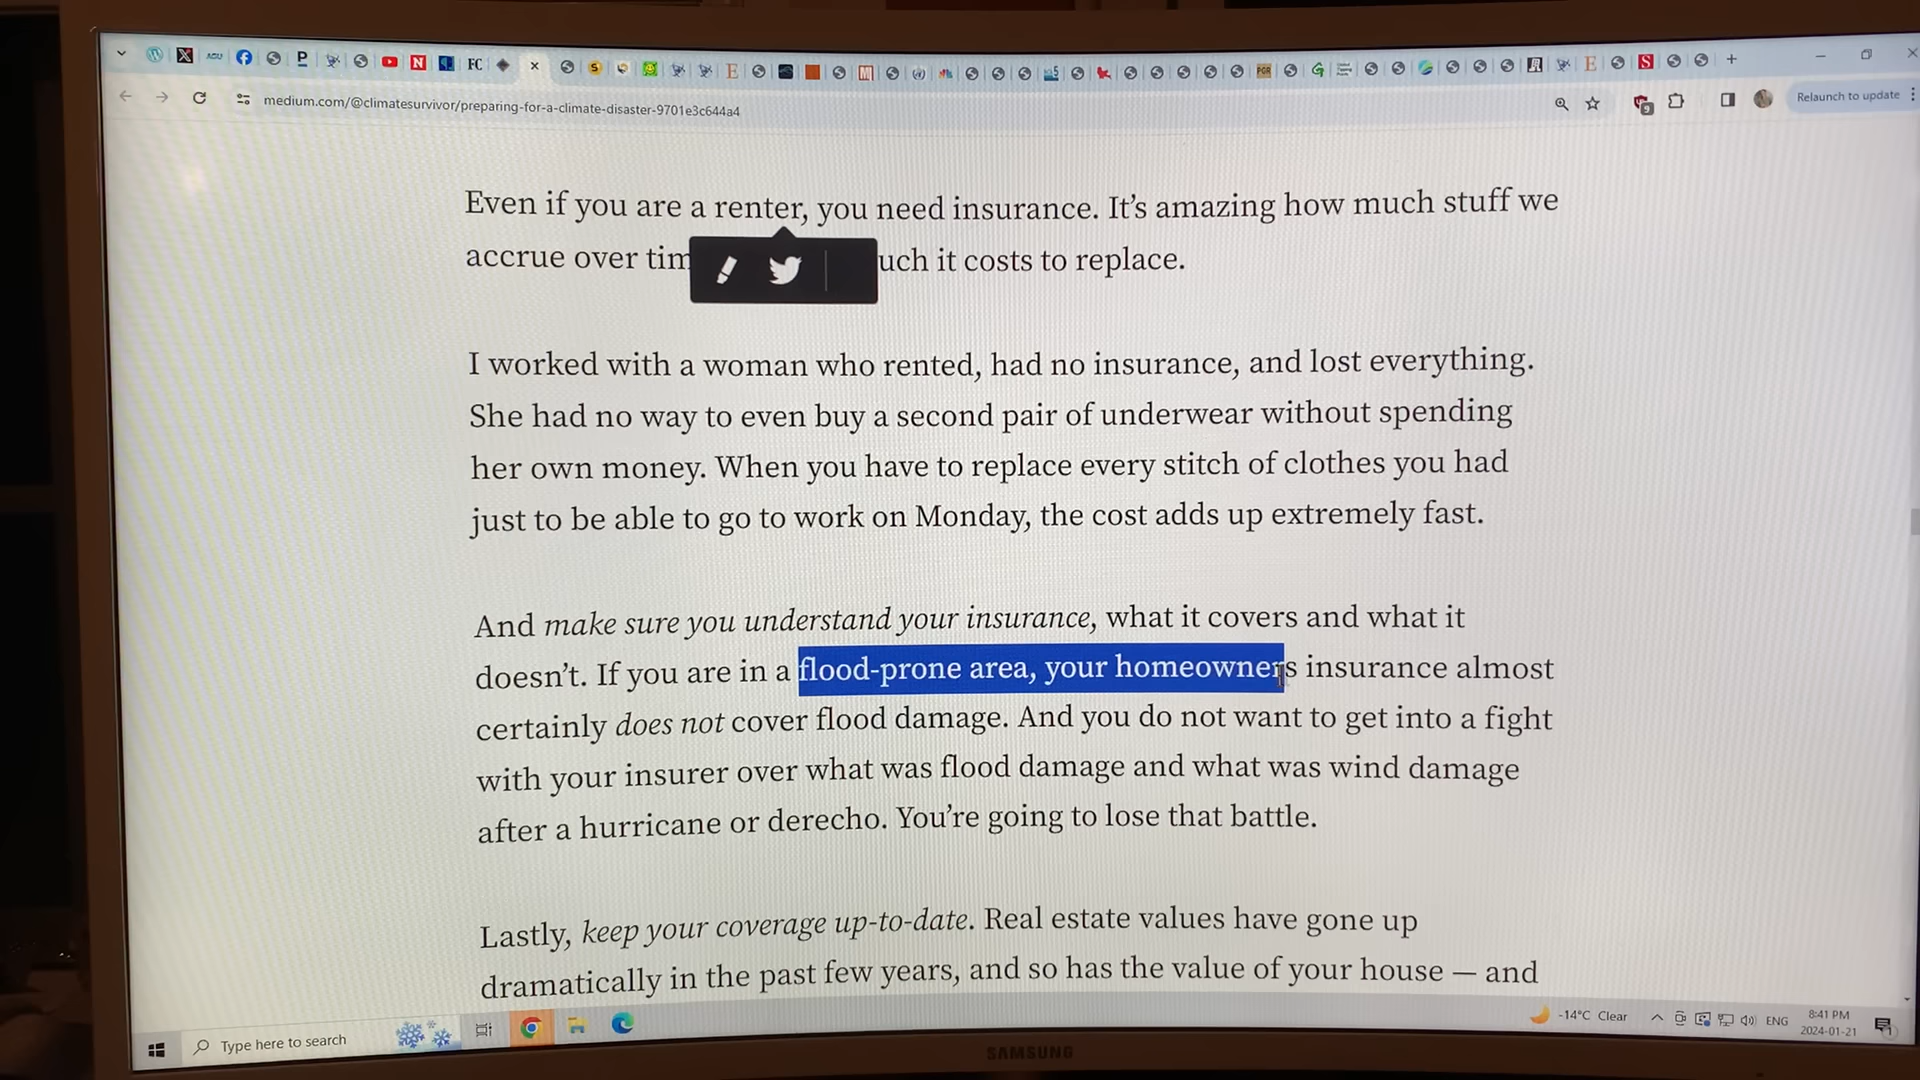 medium.com/@climatesurvivor/preparing-for-a-climate-disaster-9701e3c644a4
Relaunch to update
Even if you are a renter, you need insurance. It’s amazing how much stuff we
accrue over tim uch it costs to replace.
I worked with a woman who rented, had no insurance, and lost everything.
She had no way to even buy a second pair of underwear without spending
her own money. When you have to replace every stitch of clothes you had
just to be able to go to work on Monday, the cost adds up extremely fast.
And make sure you understand your insurance, what it covers and what it
doesn’t. If you are in a flood-prone area, your homeowners insurance almost
certainly does not cover flood damage. And you do not want to get into a fight
with your insurer over what was flood damage and what was wind damage
after a hurricane or derecho. You’re going to lose that battle.
Lastly, keep your coverage up-to-date. Real estate values have gone up
dramatically in the past few years, and so has the value of your house — and
Type here to search
-14°C Clear
ENG
8:41 PM
2024-01-21
SAMSUNG